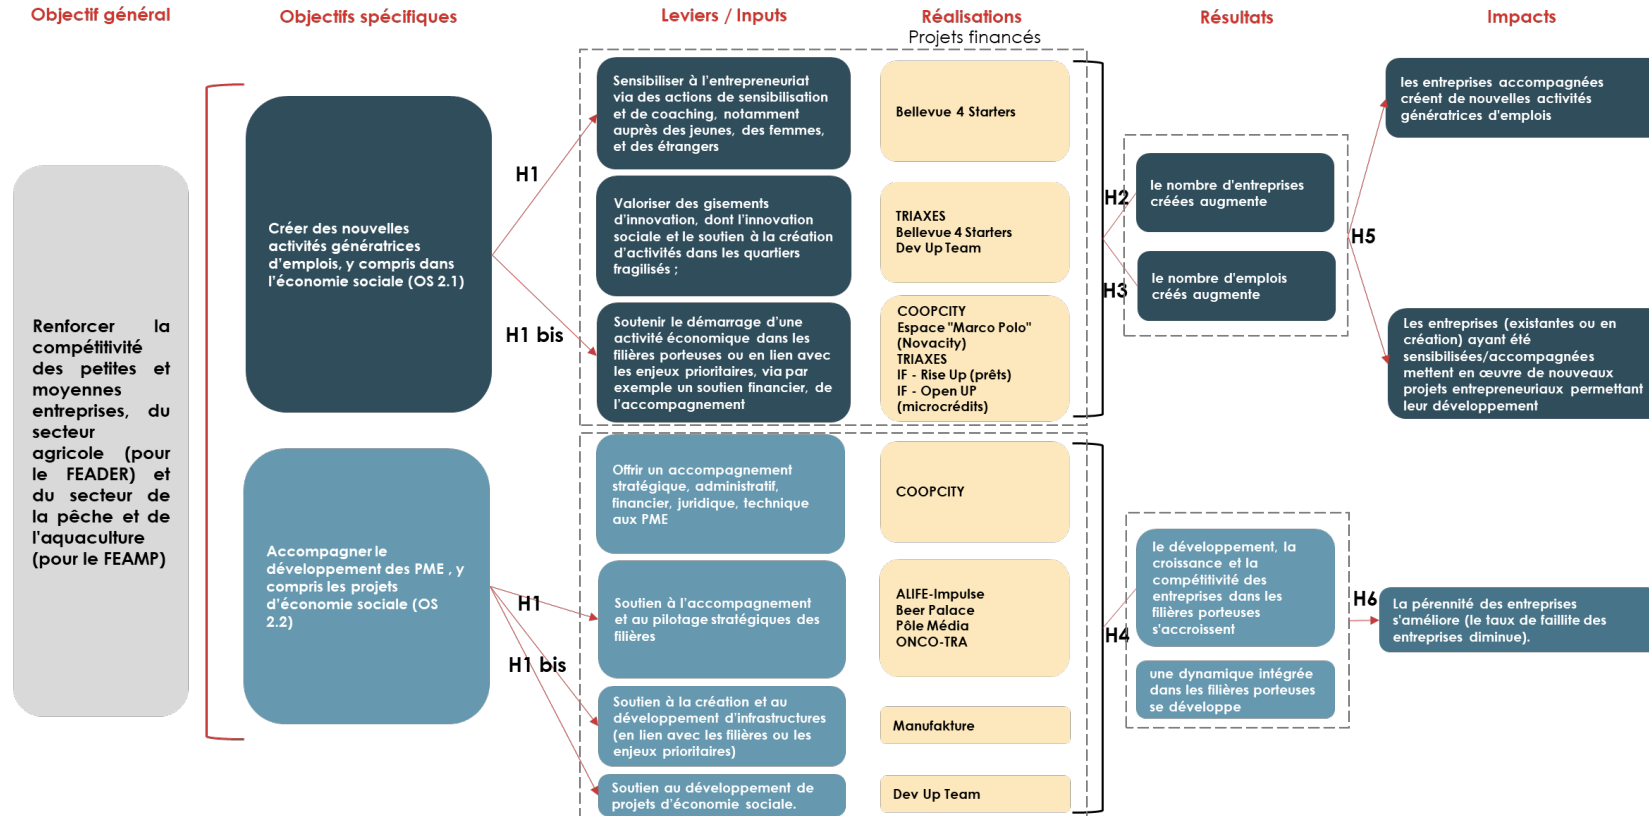 Objectif général
Objectifs spécifiques
Leviers / Inputs
Réalisations
Projets financés
Résultats
Impacts
Renforcer la
compétitivité
des petites et
moyennes
entreprises, du
secteur
agricole (pour
le FEADER) et
du secteur de
la pêche et de
l'aquaculture
(pour le FEAMP)
Créer des nouvelles
activités génératrices
d'emplois, y compris dans
l'économie sociale (OS 2.1)
H1
H1 bis
Sensibiliser à l'entrepreneuriat
via des actions de sensibilisation
et de coaching, notamment
auprès des jeunes, des femmes,
et des étrangers
Bellevue 4 Starters
Valoriser des gisements
d'innovation, dont l'innovation
sociale et le soutien à la création
d'activités dans les quartiers
fragilisés ;
TRIAXES
Bellevue 4 Starters
Dev Up Team
Soutenir le démarrage d'une
activité économique dans les
filières porteuses ou en lien avec
les enjeux prioritaires, via par
exemple un soutien financier, de
l'accompagnement
COOPCITY
Espace "Marco Polo"
(Novacity)
TRIAXES
IF - Rise Up (prêts)
IF - Open UP
(microcrédits)
H2
H3
le nombre d'entreprises
créées augmente
le nombre d'emplois
créés augmente
H5
les entreprises accompagnées
créent de nouvelles activités
génératrices d'emplois
Les entreprises (existantes ou en
création) ayant été
sensibilisées/accompagnées
mettent en œuvre de nouveaux
projets entrepreneuriaux permettant
leur développement
Accompagner le
développement des PME , y
compris les projets
d'économie sociale (OS
2.2)
H1
H1 bis
Offrir un accompagnement
stratégique, administratif,
financier, juridique, technique
aux PME
COOPCITY
Soutien à l'accompagnement
et au pilotage stratégiques des
filières
ALIFE-Impulse
Beer Palace
Pôle Média
ONCO-TRA
Soutien à la création et au
développement d'infrastructures
(en lien avec les filières ou les
enjeux prioritaires)
Manufakture
Soutien au développement de
projets d'économie sociale.
Dev Up Team
H4
le développement, la
croissance et la
compétitivité des
entreprises dans les
filières porteuses
s'accroissent
une dynamique intégrée
dans les filières porteuses
se développe
H6
La pérennité des entreprises
s'améliore (le taux de faillite des
entreprises diminue).